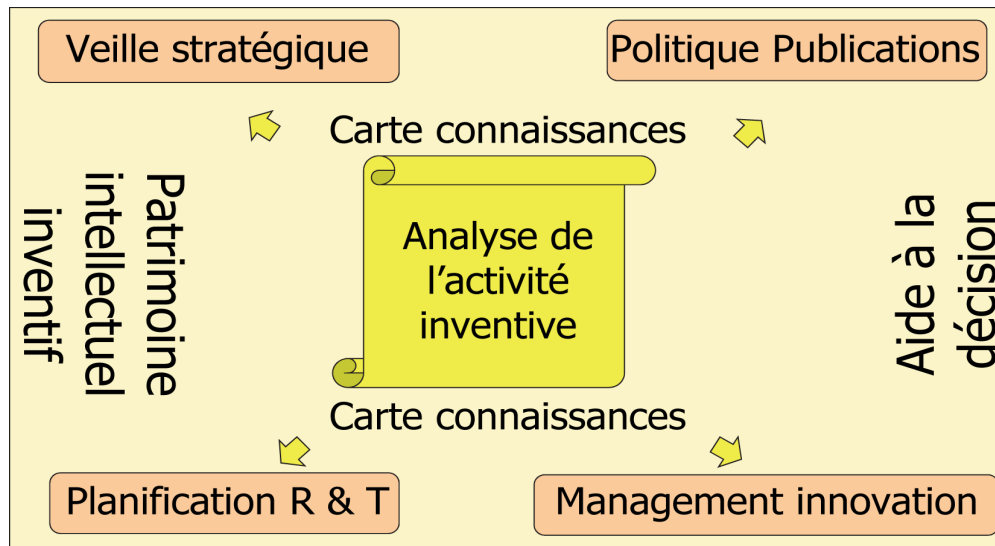 Veille stratégique
Politique Publications
Carte connaissances
Patrimoine
intellectuel
inventif
Analyse de
l’activité
inventive
Aide à la
décision
Carte connaissances
Planification R & T
Management innovation